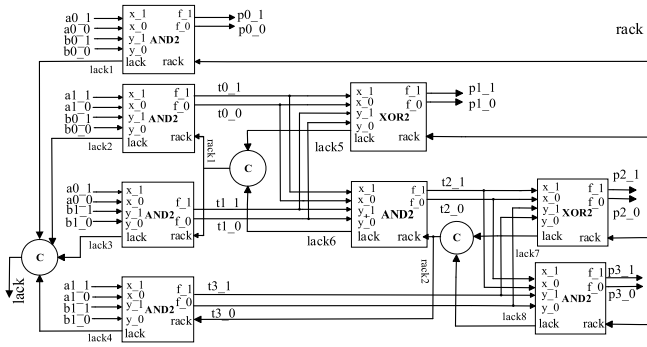 a0_1
a0_0
b0_1
b0_0
x_1
x_0
y_1
y_0
lack
AND2
f_1
f_0
rack
p0_1
p0_0
rack
lack1
a1_1
a1_0
b0_1
b0_0
x_1
x_0
y_1
y_0
lack
AND2
f_1
f_0
rack
t0_1
t0_0
lack2
rack1
C
x_1
x_0
y_1
y_0
lack
XOR2
f_1
f_0
rack
p1_1
p1_0
lack5
a0_1
a0_0
b1_1
b1_0
x_1
x_0
y_1
y_0
lack
AND2
f_1
f_0
rack
t1_1
t1_0
lack3
x_1
x_0
y_1
y_0
lack
AND2
f_1
f_0
rack
t2_1
t2_0
lack6
rack2
C
x_1
x_0
y_1
y_0
lack
XOR2
f_1
f_0
rack
p2_1
p2_0
lack7
C
lack
a1_1
a1_0
b1_1
b1_0
x_1
x_0
y_1
y_0
lack
AND2
f_1
f_0
rack
t3_1
t3_0
lack4
x_1
x_0
y_1
y_0
lack
AND2
f_1
f_0
rack
p3_1
p3_0
lack8